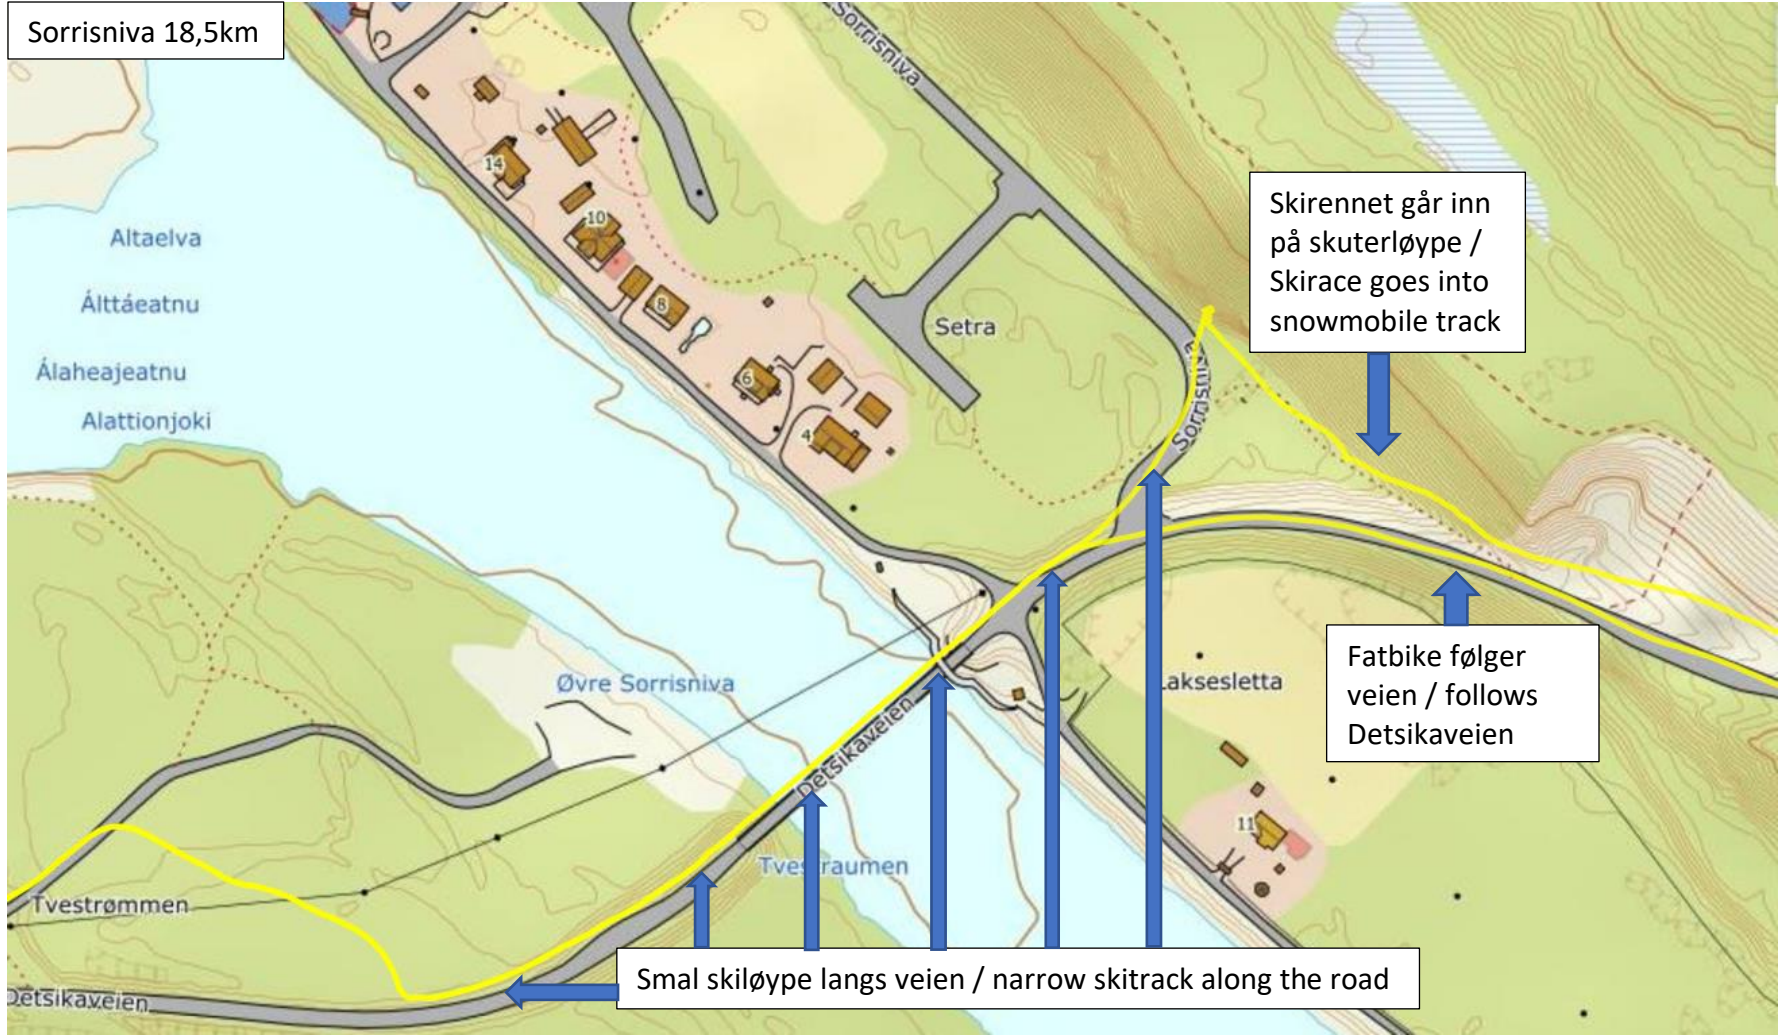 Sorrisniva 18,5km
Sorrisniva
14
10
8
6
4
Altaelva
Álttáeatnu
Álaheajeatnu
Alattionjoki
Setra
Skirennet går inn
på skuterløype /
Skirace goes into
snowmobile track
Sorrisniva
Øvre Sorrisniva
Detsikaveien
Laksesletta
Fatbike følger
veien / follows
Detsikaveien
11
Tvestraumen
Tvestrømmen
Smal skiløype langs veien / narrow skitrack along the road
Detsikaveien